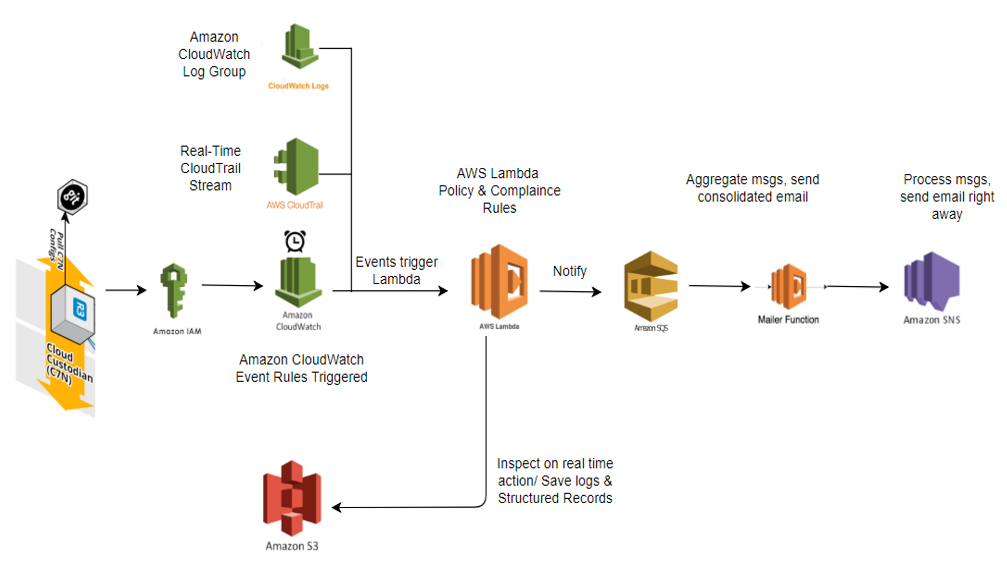 Amazon
CloudWatch
Log Group
CloudWatch Logs
Real-Time
CloudTrail
Stream
AWS CloudTrail
git
Pull C7N
Configs
R3
Cloud
Custodian
(C7N)
Amazon IAM
Amazon
CloudWatch
Amazon CloudWatch
Event Rules Triggered
Events trigger
Lambda
AWS Lambda
Policy & Complaince
Rules
AWS Lambda
Notify
Amazon SQS
Aggregate msgs, send
consolidated email
Mailer Function
Process msgs,
send email right
away
Amazon SNS
Inspect on real time
action/ Save logs &
Structured Records
Amazon S3